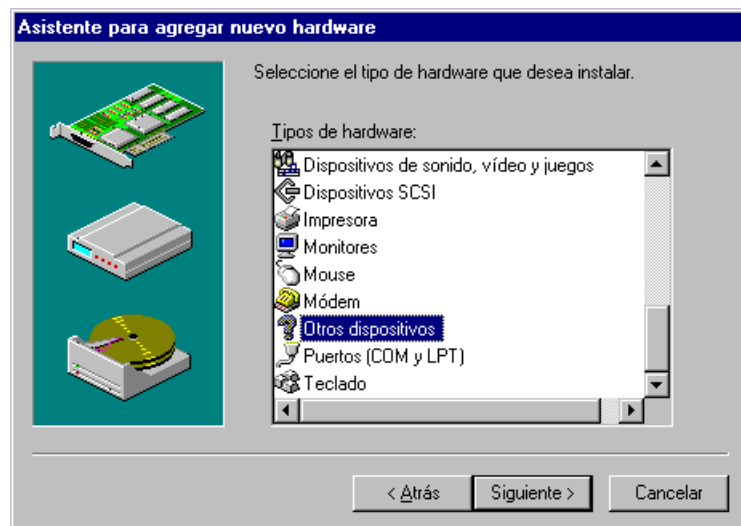 Asistente para agregar nuevo hardware
Seleccione el tipo de hardware que desea instalar.
Tipos de hardware:
Dispositivos de sonido, vídeo y juegos
Dispositivos SCSI
Impresora
Monitores
Mouse
Módem
Otros dispositivos
Puertos (COM y LPT)
Teclado
< Atrás
Siguiente >
Cancelar